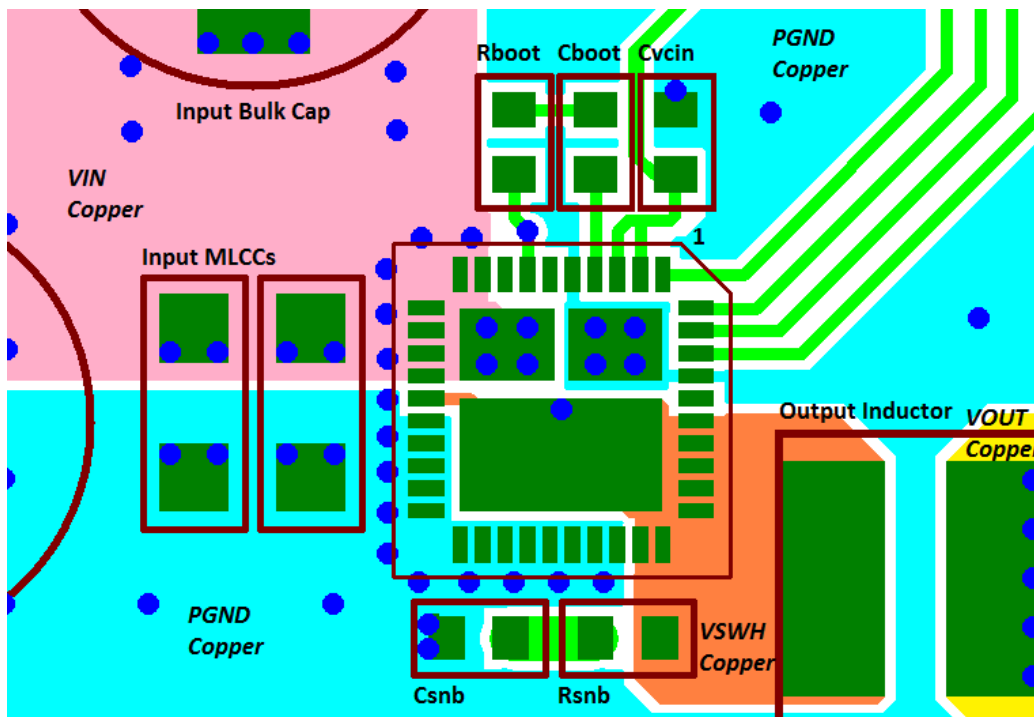 Rboot Cboot Cvcin
PGND
Copper
Input Bulk Cap
VIN
Copper
1
Input MLCCs
Output Inductor
VOUT
Copper
PGND
Copper
VSWH
Copper
Csnb
Rsnb